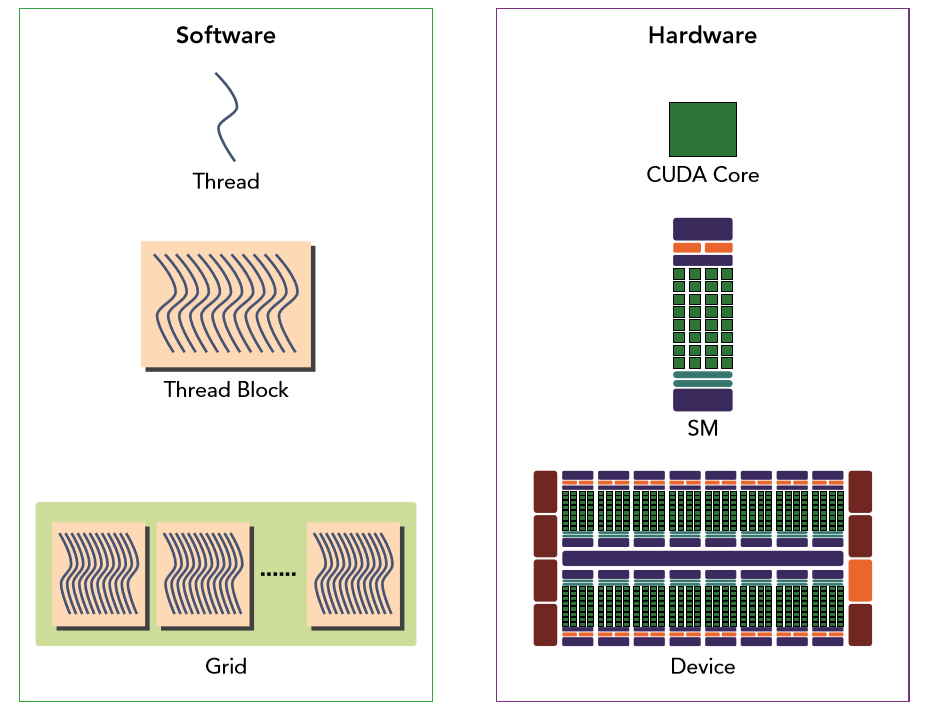 Software
Thread
Thread Block
......
Grid
Hardware
CUDA Core
SM
Device